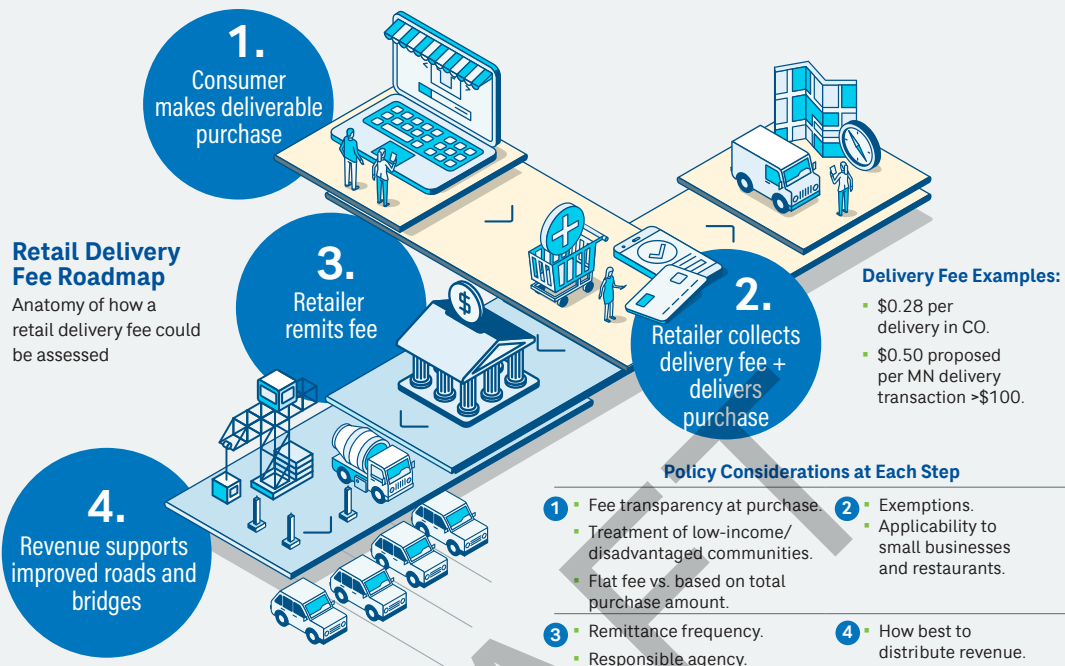 1.
Consumer
makes deliverable
purchase
Retail Delivery
Fee Roadmap
Anatomy of how a
retail delivery fee could
be assessed
3.
Retailer
remits fee
$
2.
Retailer collects
delivery fee +
delivers
purchase
Delivery Fee Examples:
▪ $0.28 per
delivery in CO.
▪ $0.50 proposed
per MN delivery
transaction >$100.
4.
Revenue supports
improved roads and
bridges
Policy Considerations at Each Step
1 ▪ Fee transparency at purchase.
▪ Treatment of low-income/
disadvantaged communities.
▪ Flat fee vs. based on total
purchase amount.
2 ▪ Exemptions.
▪ Applicability to
small businesses
and restaurants.
3 ▪ Remittance frequency.
▪ Responsible agency.
4 ▪ How best to
distribute revenue.